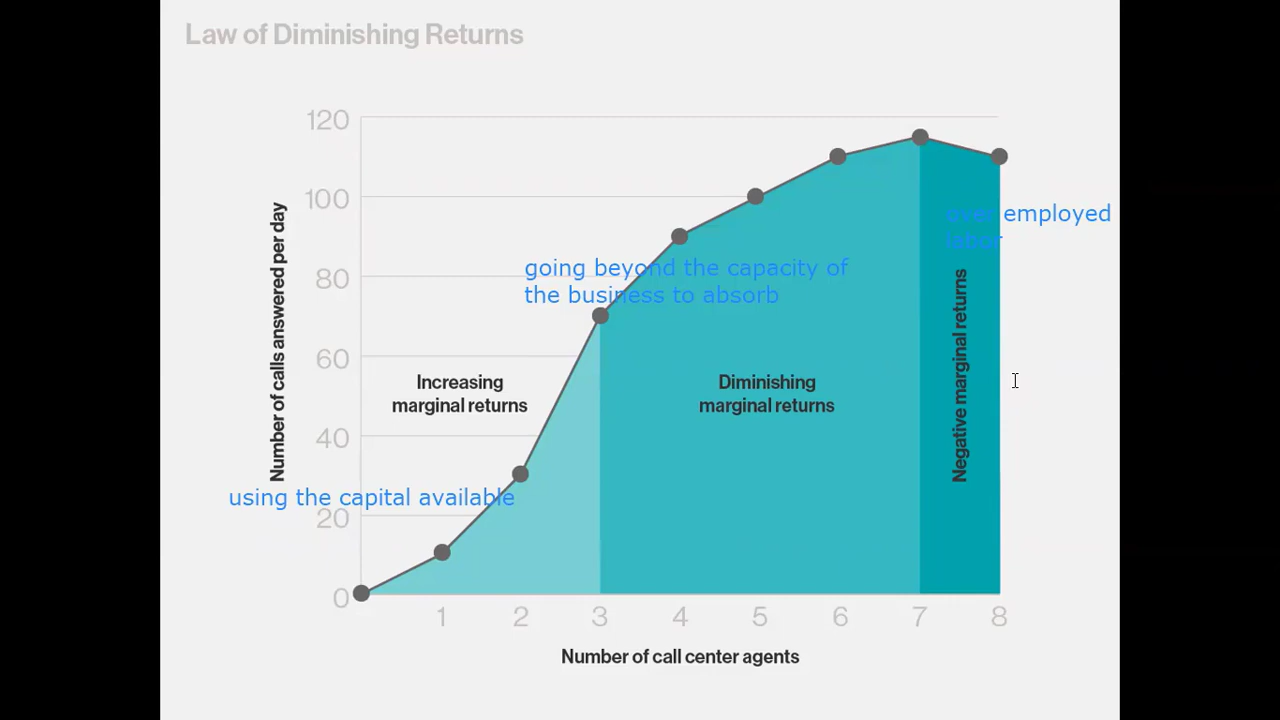 Law of Diminishing Returns
120
100
80
60
40
20
0
Number of calls answered per day
over employed
labor
going beyond the capacity of
the business to absorb
Increasing
marginal returns
Diminishing
marginal returns
Negative marginal returns
using the capital available
1 2 3 4 5 6 7 8
Number of call center agents